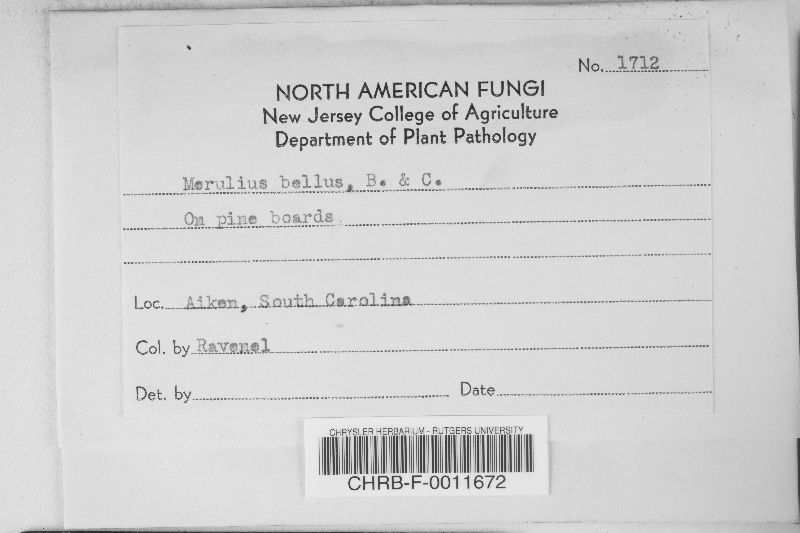 No. 1712
NORTH AMERICAN FUNGI
New Jersey College of Agriculture
Department of Plant Pathology
Merulius bellus, B. & C.
On pine boards.
Loc. Aiken, South Carolina
Col. by Ravenel
Det. by Date
CHRYSLER HERBARIUM - RUTGERS UNIVERSITY
CHRB-F-0011672